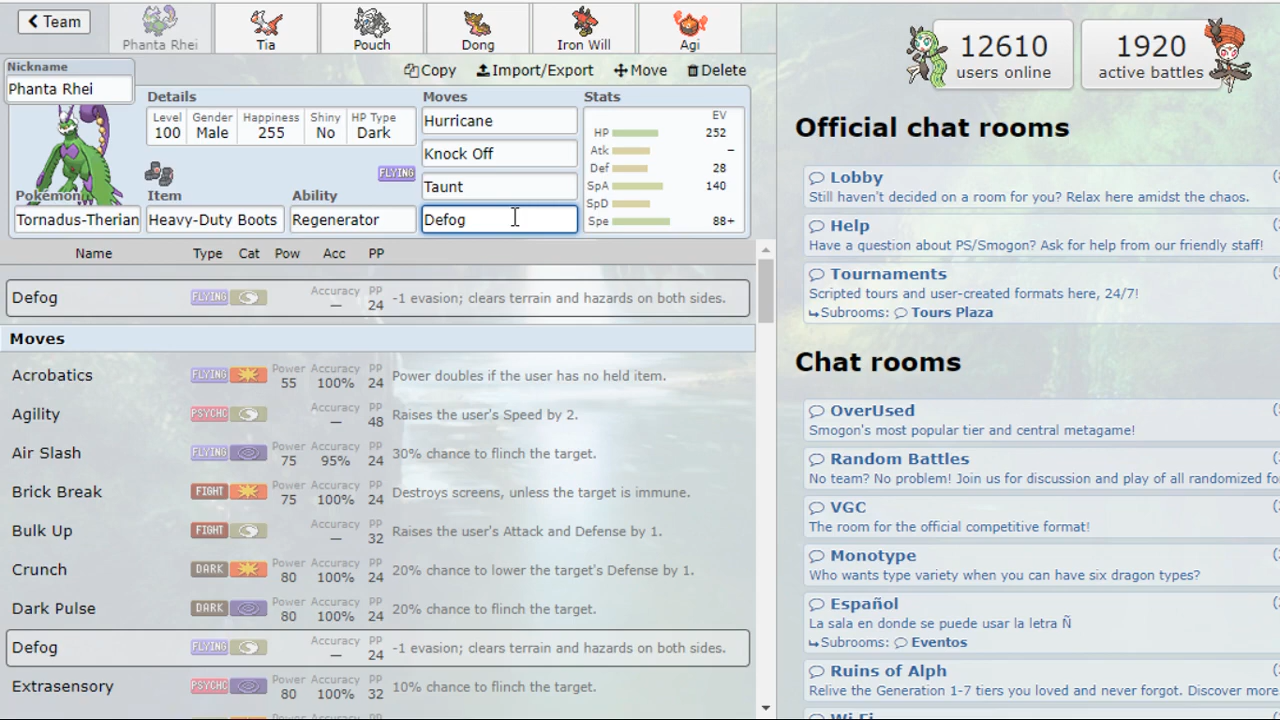 Team
Phanta Rhei
Tia
Pouch
Dong
Iron Will
Agi
12610
users online
1920
active battles
Copy
Import/Export
Move
Delete
Nickname
Phanta Rhei
Details
Moves
Stats
Level
100
Gender
Male
Happiness
255
Shiny
No
HP Type
Dark
FLYING
Pokémon
Tornadus-Therian
Item
Heavy-Duty Boots
Ability
Regenerator
Hurricane
Knock Off
Taunt
Defog
EV
HP 252
Atk –
Def 28
SpA 140
SpD
Spe 88+
Name Type Cat Pow Acc PP
Defog FLYING Accuracy — PP 24 -1 evasion; clears terrain and hazards on both sides.
Moves
Acrobatics FLYING Power 55 Accuracy 100% PP 24 Power doubles if the user has no held item.
Agility PSYCHC Accuracy — PP 48 Raises the user's Speed by 2.
Air Slash FLYING Power 75 Accuracy 95% PP 24 30% chance to flinch the target.
Brick Break FIGHT Power 75 Accuracy 100% PP 24 Destroys screens, unless the target is immune.
Bulk Up FIGHT Accuracy — PP 32 Raises the user's Attack and Defense by 1.
Crunch DARK Power 80 Accuracy 100% PP 24 20% chance to lower the target's Defense by 1.
Dark Pulse DARK Power 80 Accuracy 100% PP 24 20% chance to flinch the target.
Defog FLYING Accuracy — PP 24 -1 evasion; clears terrain and hazards on both sides.
Extrasensory PSYCHC Power 80 Accuracy 100% PP 32 10% chance to flinch the target.
Official chat rooms
Lobby
Still haven't decided on a room for you? Relax here amidst the chaos.
Help
Have a question about PS/Smogon? Ask for help from our friendly staff!
Tournaments
Scripted tours and user-created formats here, 24/7!
↳Subrooms: Tours Plaza
Chat rooms
OverUsed
Smogon's most popular tier and central metagame!
Random Battles
No team? No problem! Join us for discussion and play of all randomized fo
VGC
The room for the official competitive format!
Monotype
Who wants type variety when you can have six dragon types?
Español
La sala en donde se puede usar la letra Ñ
↳Subrooms: Eventos
Ruins of Alph
Relive the Generation 1-7 tiers you loved and never forgot. Discover more
Wi-Fi